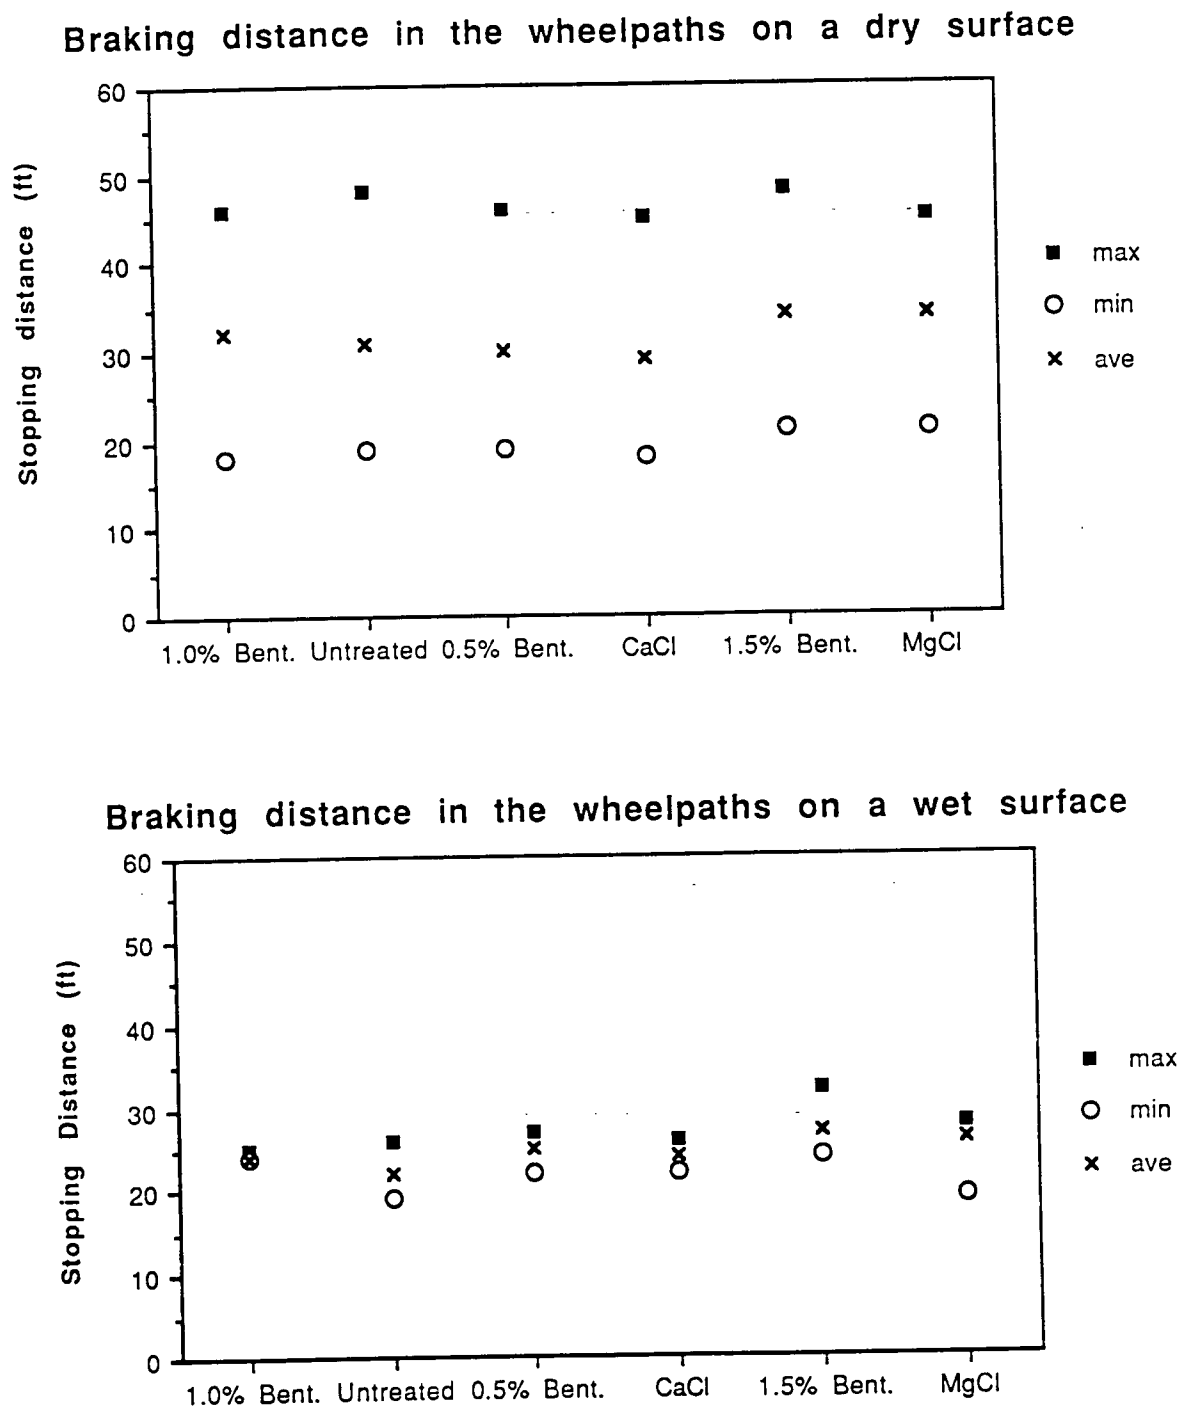 Braking distance in the wheelpaths on a dry surface
60
50
40
30
20
10
0
Stopping distance (ft)
1.0% Bent. Untreated 0.5% Bent. CaCl 1.5% Bent. MgCl
max
min
ave
Braking distance in the wheelpaths on a wet surface
60
50
40
30
20
10
0
Stopping Distance (ft)
1.0% Bent. Untreated 0.5% Bent. CaCl 1.5% Bent. MgCl
max
min
ave